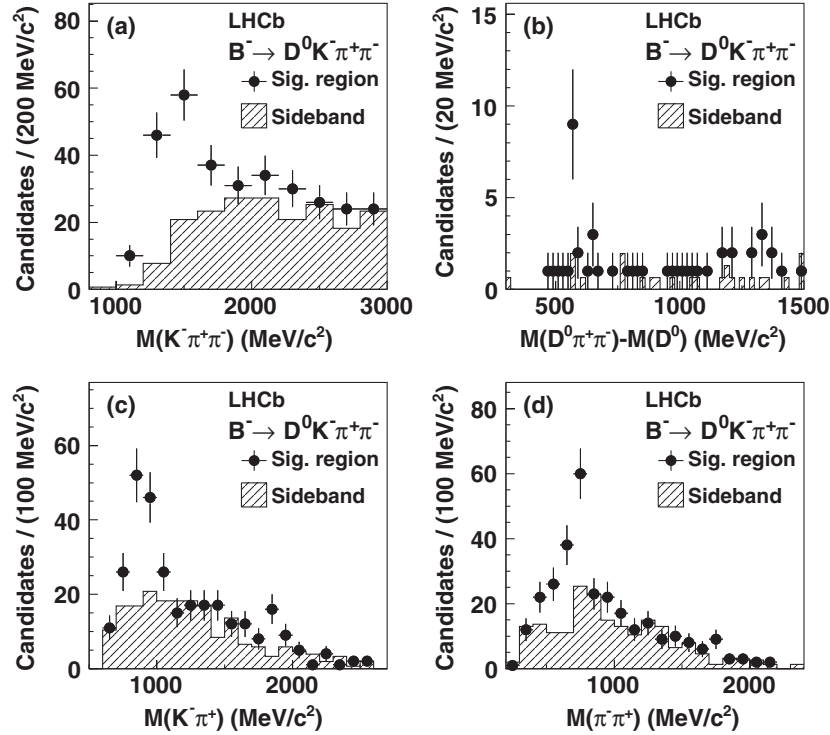 (a)
LHCb
B⁻→ D⁰K⁻π⁺π⁻
Sig. region
Sideband
Candidates / (200 MeV/c²)
80
60
40
20
0
1000
2000
3000
M(K⁻π⁺π⁻) (MeV/c²)
(b)
LHCb
B⁻→ D⁰K⁻π⁺π⁻
Sig. region
Sideband
Candidates / (20 MeV/c²)
15
10
5
0
500
1000
1500
M(D⁰π⁺π⁻)-M(D⁰) (MeV/c²)
(c)
LHCb
B⁻→ D⁰K⁻π⁺π⁻
Sig. region
Sideband
Candidates / (100 MeV/c²)
60
40
20
0
1000
2000
M(K⁻π⁺) (MeV/c²)
(d)
LHCb
B⁻→ D⁰K⁻π⁺π⁻
Sig. region
Sideband
Candidates / (100 MeV/c²)
80
60
40
20
0
1000
2000
M(π⁻π⁺) (MeV/c²)